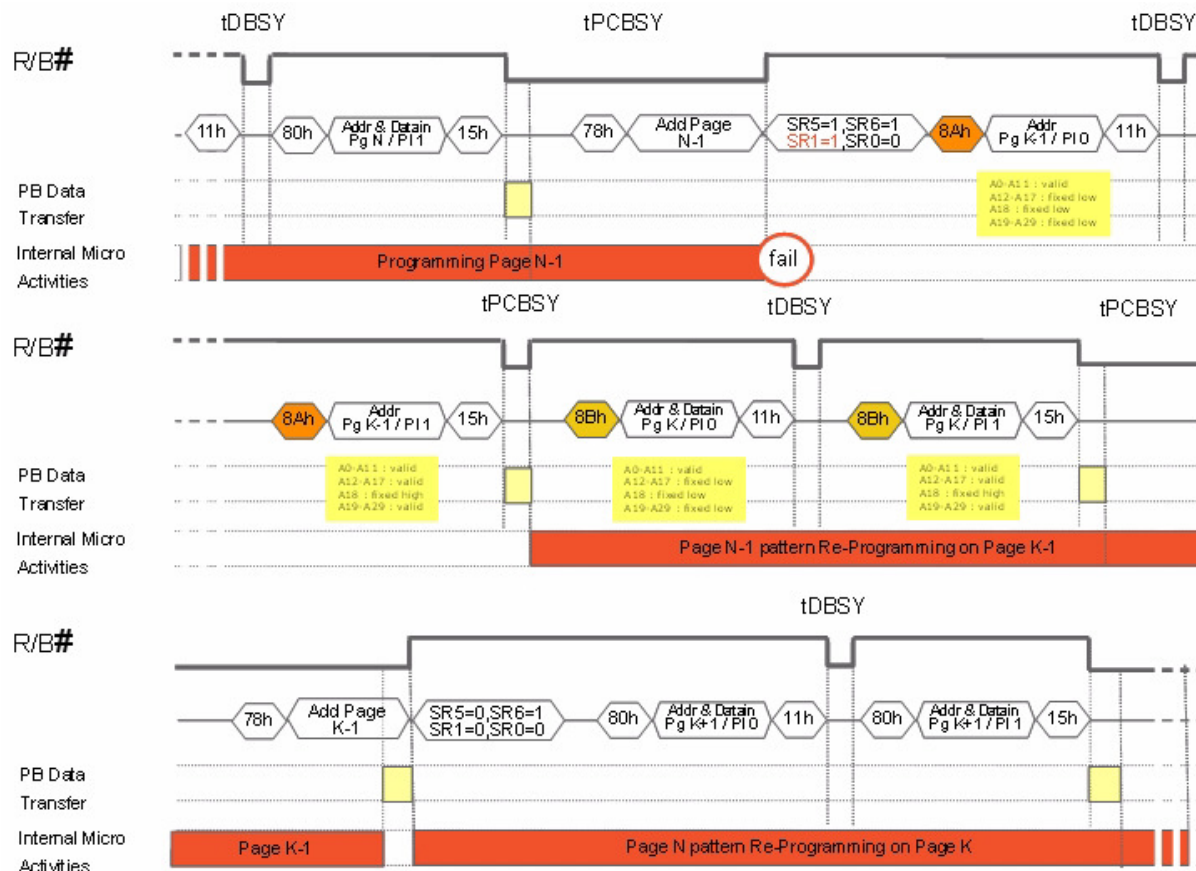 tDBSY tPCBSY tDBSY
R/B#
11h 80h Addr & Datain 15h 78h Add Page SR5=1,SR6=1 8Ah Addr 11h
Pg N / Pl 1 N-1 SR1=1,SR0=0 Pg K-1 / Pl 0
PB Data
Transfer
A0-A11 : valid
A12-A17 : fixed low
A18 : fixed low
A19-A29 : fixed low
Internal Micro
Activities
Programming Page N-1 fail
tPCBSY tDBSY tPCBSY
R/B#
8Ah Addr 15h 8Bh Addr & Datain 11h 8Bh Addr & Datain 15h
Pg K-1 / Pl 1 Pg K / Pl 0 Pg K / Pl 1
PB Data
Transfer
A0-A11 : valid
A12-A17 : valid
A18 : fixed high
A19-A29 : valid
A0-A11 : valid
A12-A17 : fixed low
A18 : fixed low
A19-A29 : fixed low
A0-A11 : valid
A12-A17 : valid
A18 : fixed high
A19-A29 : valid
Internal Micro
Activities
Page N-1 pattern Re-Programming on Page K-1
tDBSY
R/B#
78h Add Page SR5=0,SR6=1 80h Addr & Datain 11h 80h Addr & Datain 15h
K-1 SR1=0,SR0=0 Pg K+1 / Pl 0 Pg K+1 / Pl 1
PB Data
Transfer
Internal Micro
Activities
Page K-1 Page N pattern Re-Programming on Page K